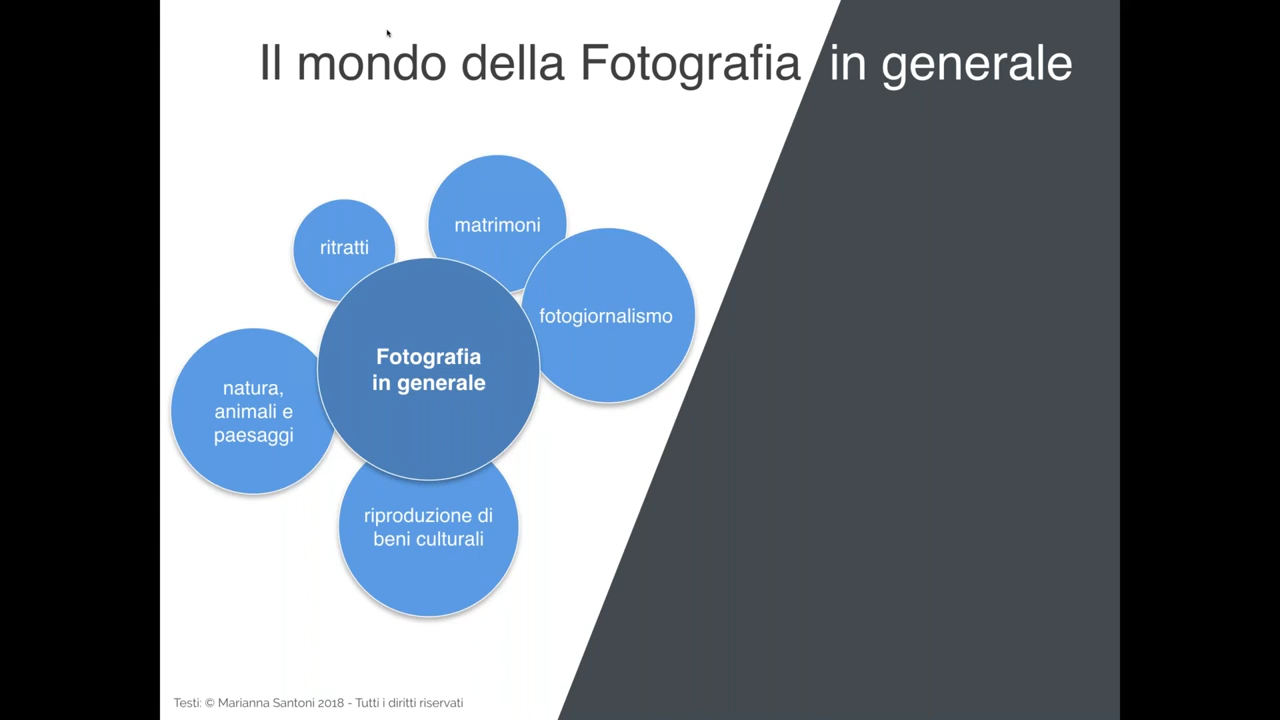 Il mondo della Fotografia in generale
matrimoni
ritratti
fotogiornalismo
Fotografia
in generale
natura,
animali e
paesaggi
riproduzione di
beni culturali
Testi: © Marianna Santoni 2018 - Tutti i diritti riservati